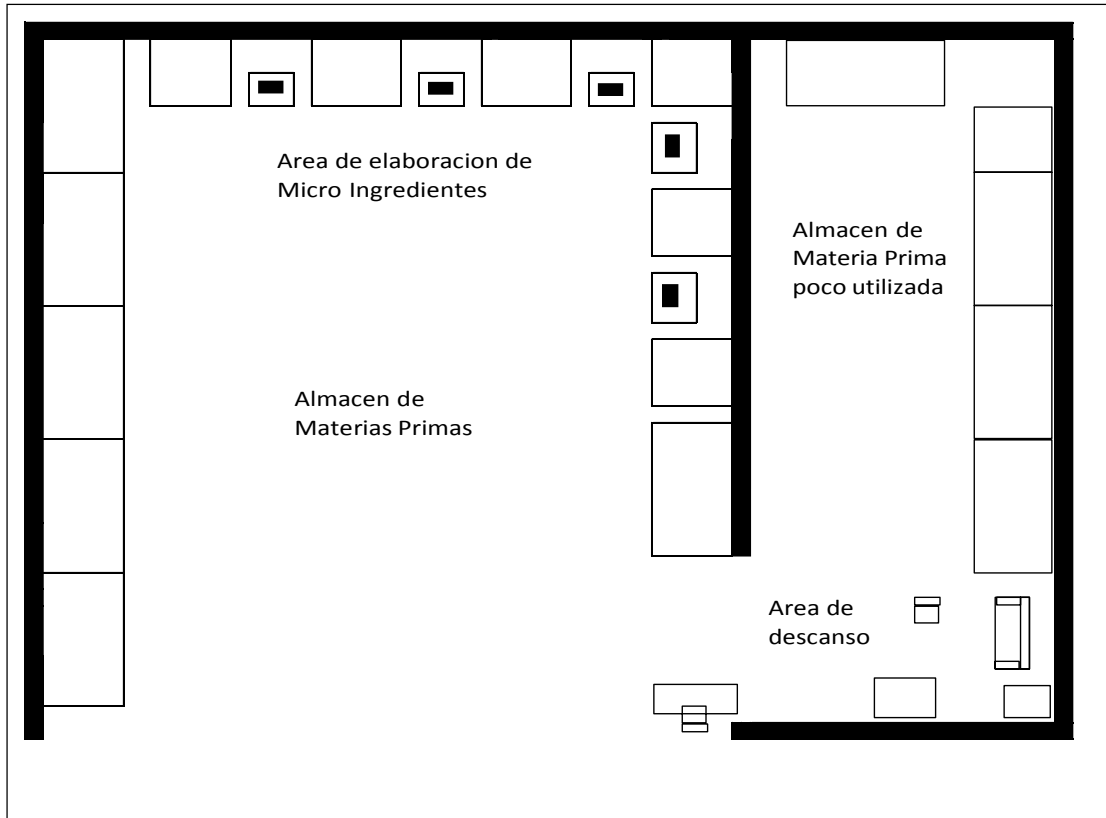 Area de elaboracion de
Micro Ingredientes
Almacen de
Materia Prima
poco utilizada
Almacen de
Materias Primas
Area de
descanso